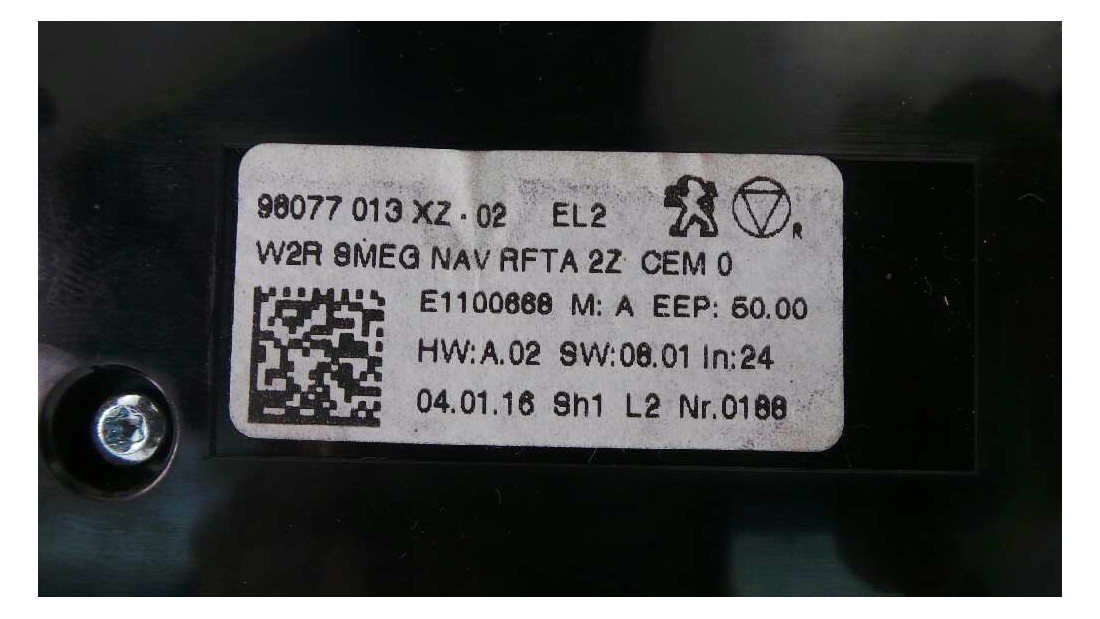 98077 013 XZ - 02 EL2
W2R SMEG NAV RFTA 2Z CEM 0
R
E1100668 M: A EEP: 50.00
HW:A.02 SW:08.01 In:24
04.01.16 Sh1 L2 Nr.0188